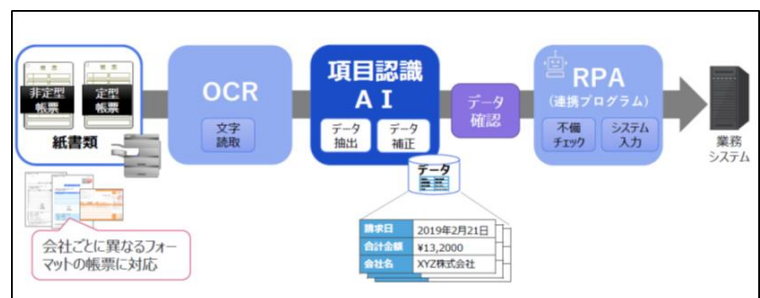 帳票
帳票
非定型
帳票
定型
帳票
紙書類
会社ごとに異なるフォー
マットの帳票に対応
OCR
文字
読取
項目認識
AI
データ
抽出
データ
補正
データ
請求日 2019年2月21日
合計金額 ¥13,2000
会社名 XYZ株式会社
データ
確認
RPA
(連携プログラム)
不備
チェック
システム
入力
業務
システム